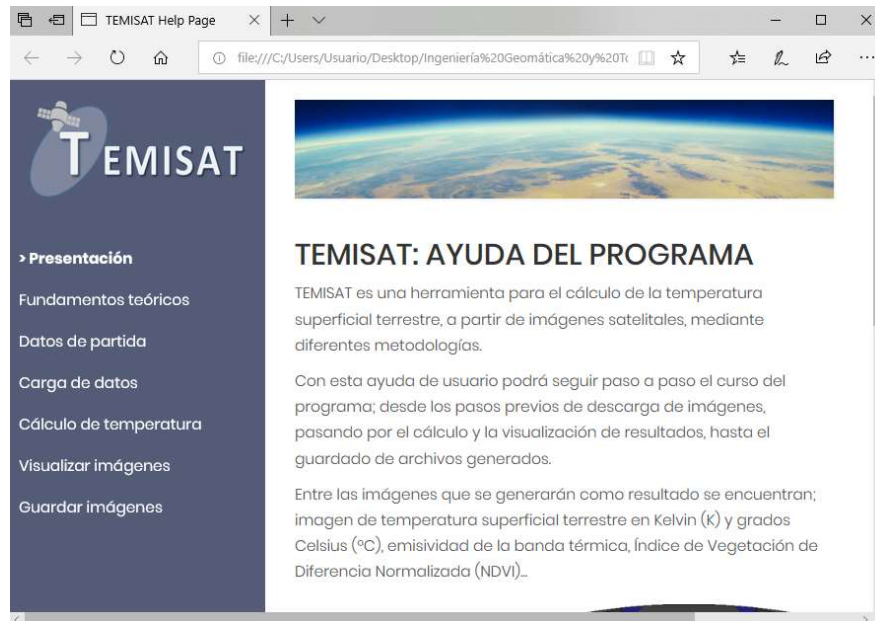 TEMISAT Help Page
file:///C:/Users/Usuario/Desktop/Ingeniería%20Geomática%20y%20To
TEMISAT
> Presentación
Fundamentos teóricos
Datos de partida
Carga de datos
Cálculo de temperatura
Visualizar imágenes
Guardar imágenes
TEMISAT: AYUDA DEL PROGRAMA
TEMISAT es una herramienta para el cálculo de la temperatura
superficial terrestre, a partir de imágenes satelitales, mediante
diferentes metodologías.
Con esta ayuda de usuario podrá seguir paso a paso el curso del
programa; desde los pasos previos de descarga de imágenes,
pasando por el cálculo y la visualización de resultados, hasta el
guardado de archivos generados.
Entre las imágenes que se generarán como resultado se encuentran;
imagen de temperatura superficial terrestre en Kelvin (K) y grados
Celsius (ºC), emisividad de la banda térmica, Índice de Vegetación de
Diferencia Normalizada (NDVI)...